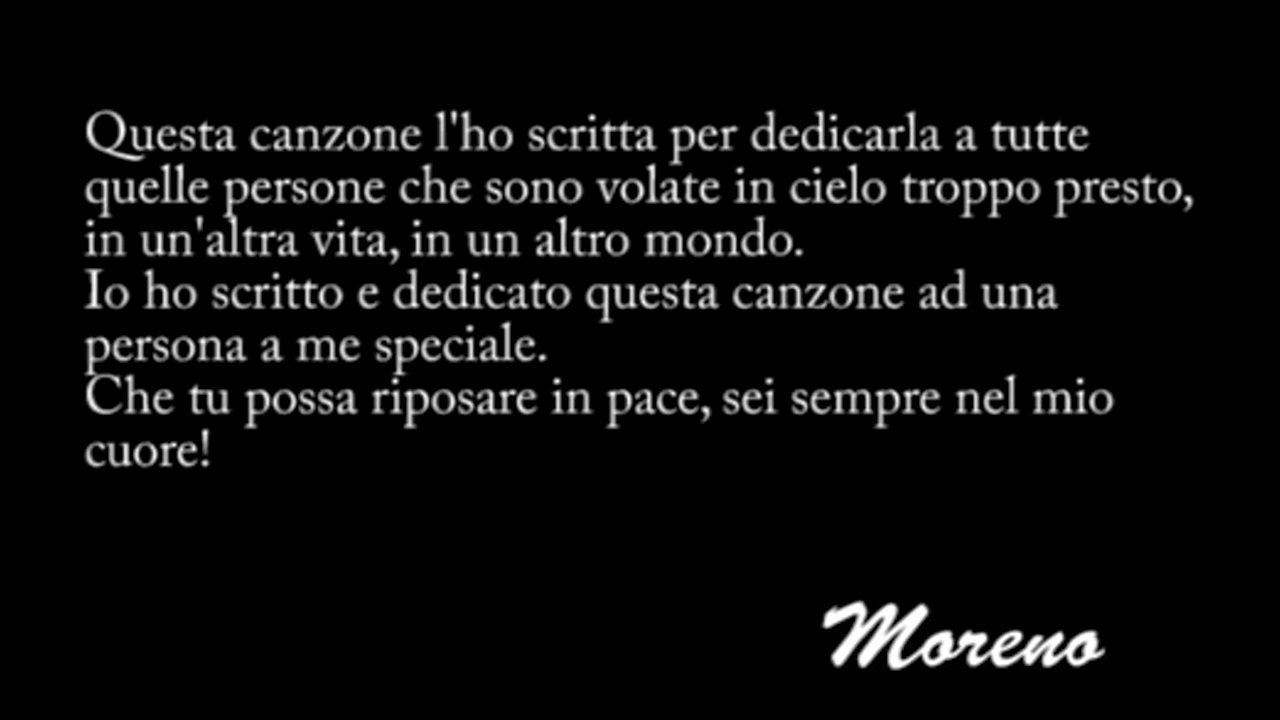 Questa canzone l'ho scritta per dedicarla a tutte
quelle persone che sono volate in cielo troppo presto,
in un'altra vita, in un altro mondo.
Io ho scritto e dedicato questa canzone ad una
persona a me speciale.
Che tu possa riposare in pace, sei sempre nel mio
cuore!
Moreno